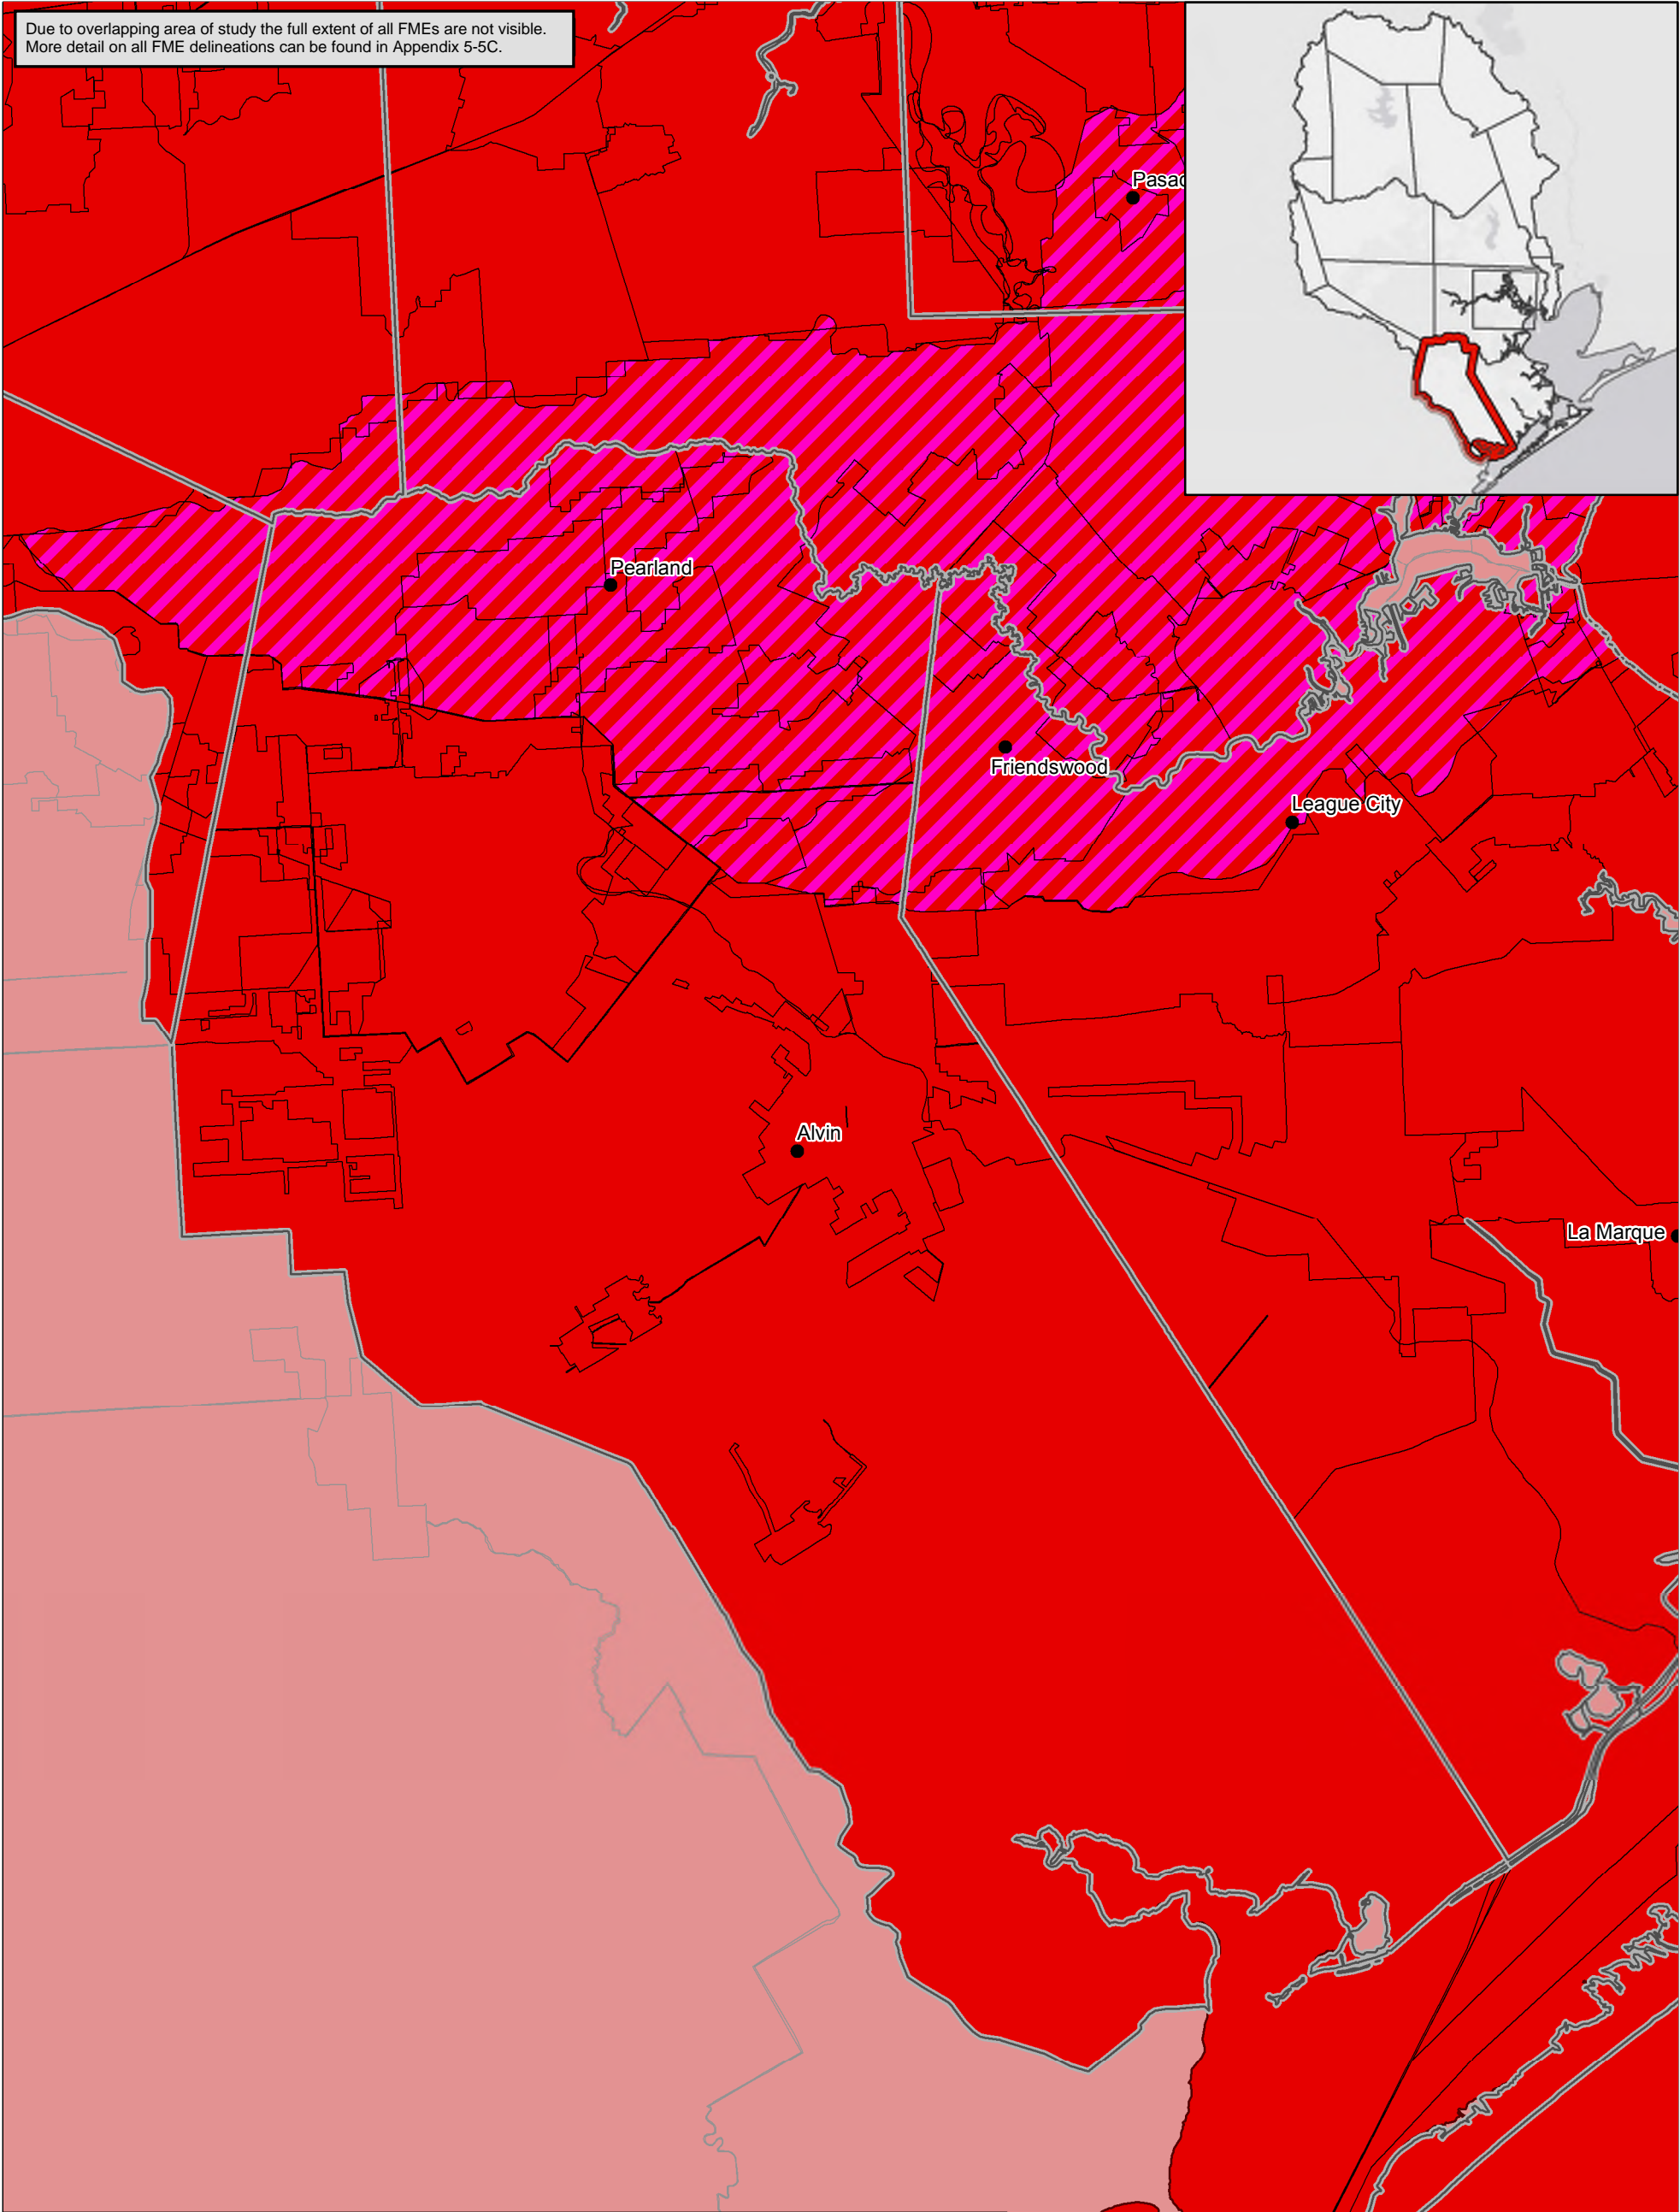 Due to overlapping area of study the full extent of all FMEs are not visible.
More detail on all FME delineations can be found in Appendix 5-5C.
Pasad
Pearland
Friendswood
League City
Alvin
La Marque